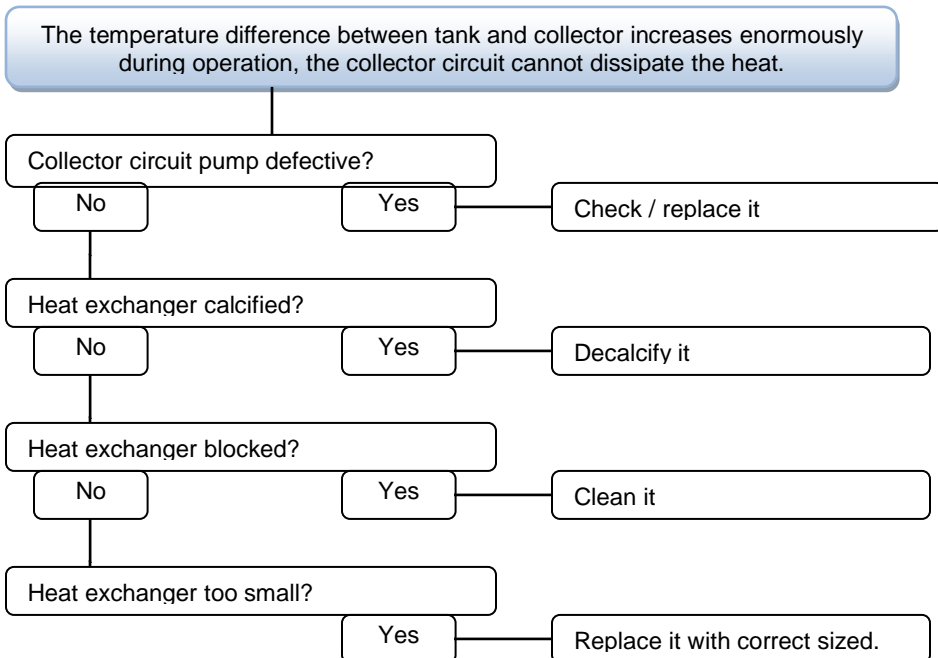 The temperature difference between tank and collector increases enormously
during operation, the collector circuit cannot dissipate the heat.
Collector circuit pump defective?
No
Yes
Check / replace it
Heat exchanger calcified?
No
Yes
Decalcify it
Heat exchanger blocked?
No
Yes
Clean it
Heat exchanger too small?
Yes
Replace it with correct sized.